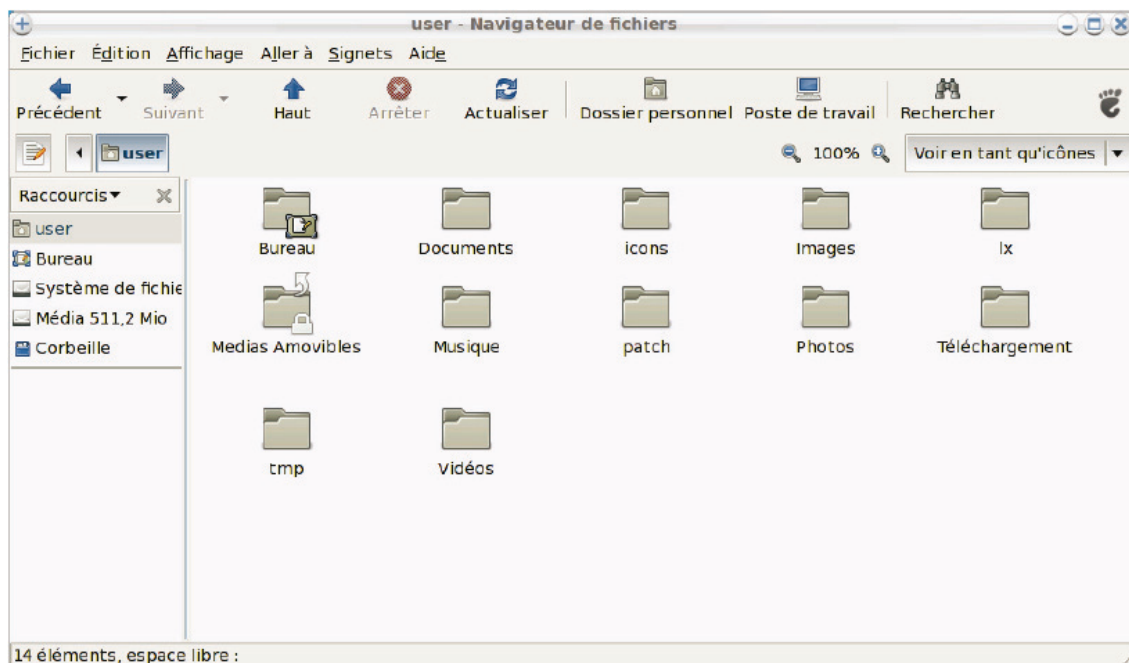 user - Navigateur de fichiers
Fichier Édition Affichage Aller à Signets Aide
Précédent Suivant Haut Arrêter Actualiser Dossier personnel Poste de travail Rechercher
user 100% Voir en tant qu'icônes
Raccourcis
user
Bureau
Système de fichie
Média 511,2 Mio
Corbeille
Bureau Documents icons Images lx
Medias Amovibles Musique patch Photos Téléchargement
tmp Vidéos
14 éléments, espace libre :